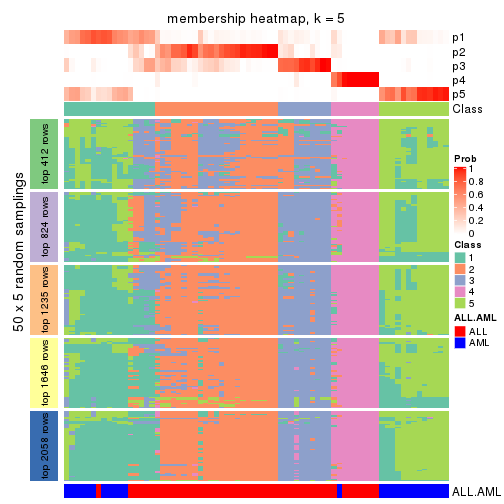 membership heatmap, k = 5
p1
p2
p3
p4
p5
Class
50 x 5 random samplings
top 412 rows
top 824 rows
top 1235 rows
top 1646 rows
top 2058 rows
ALL.AML
Prob
1
0.8
0.6
0.4
0.2
0
Class
1
2
3
4
5
ALL.AML
ALL
AML